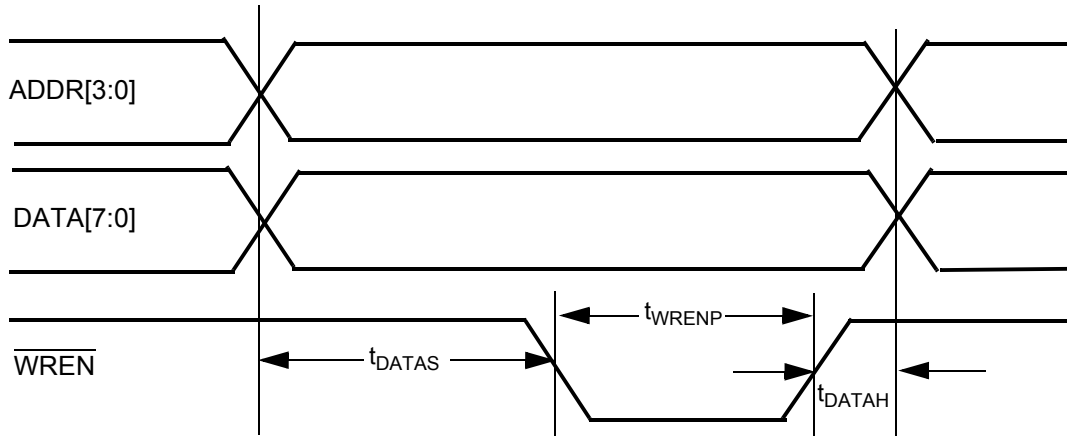 ADDR[3:0]
DATA[7:0]
tWRENP
WREN
tDATAS
tDATAH